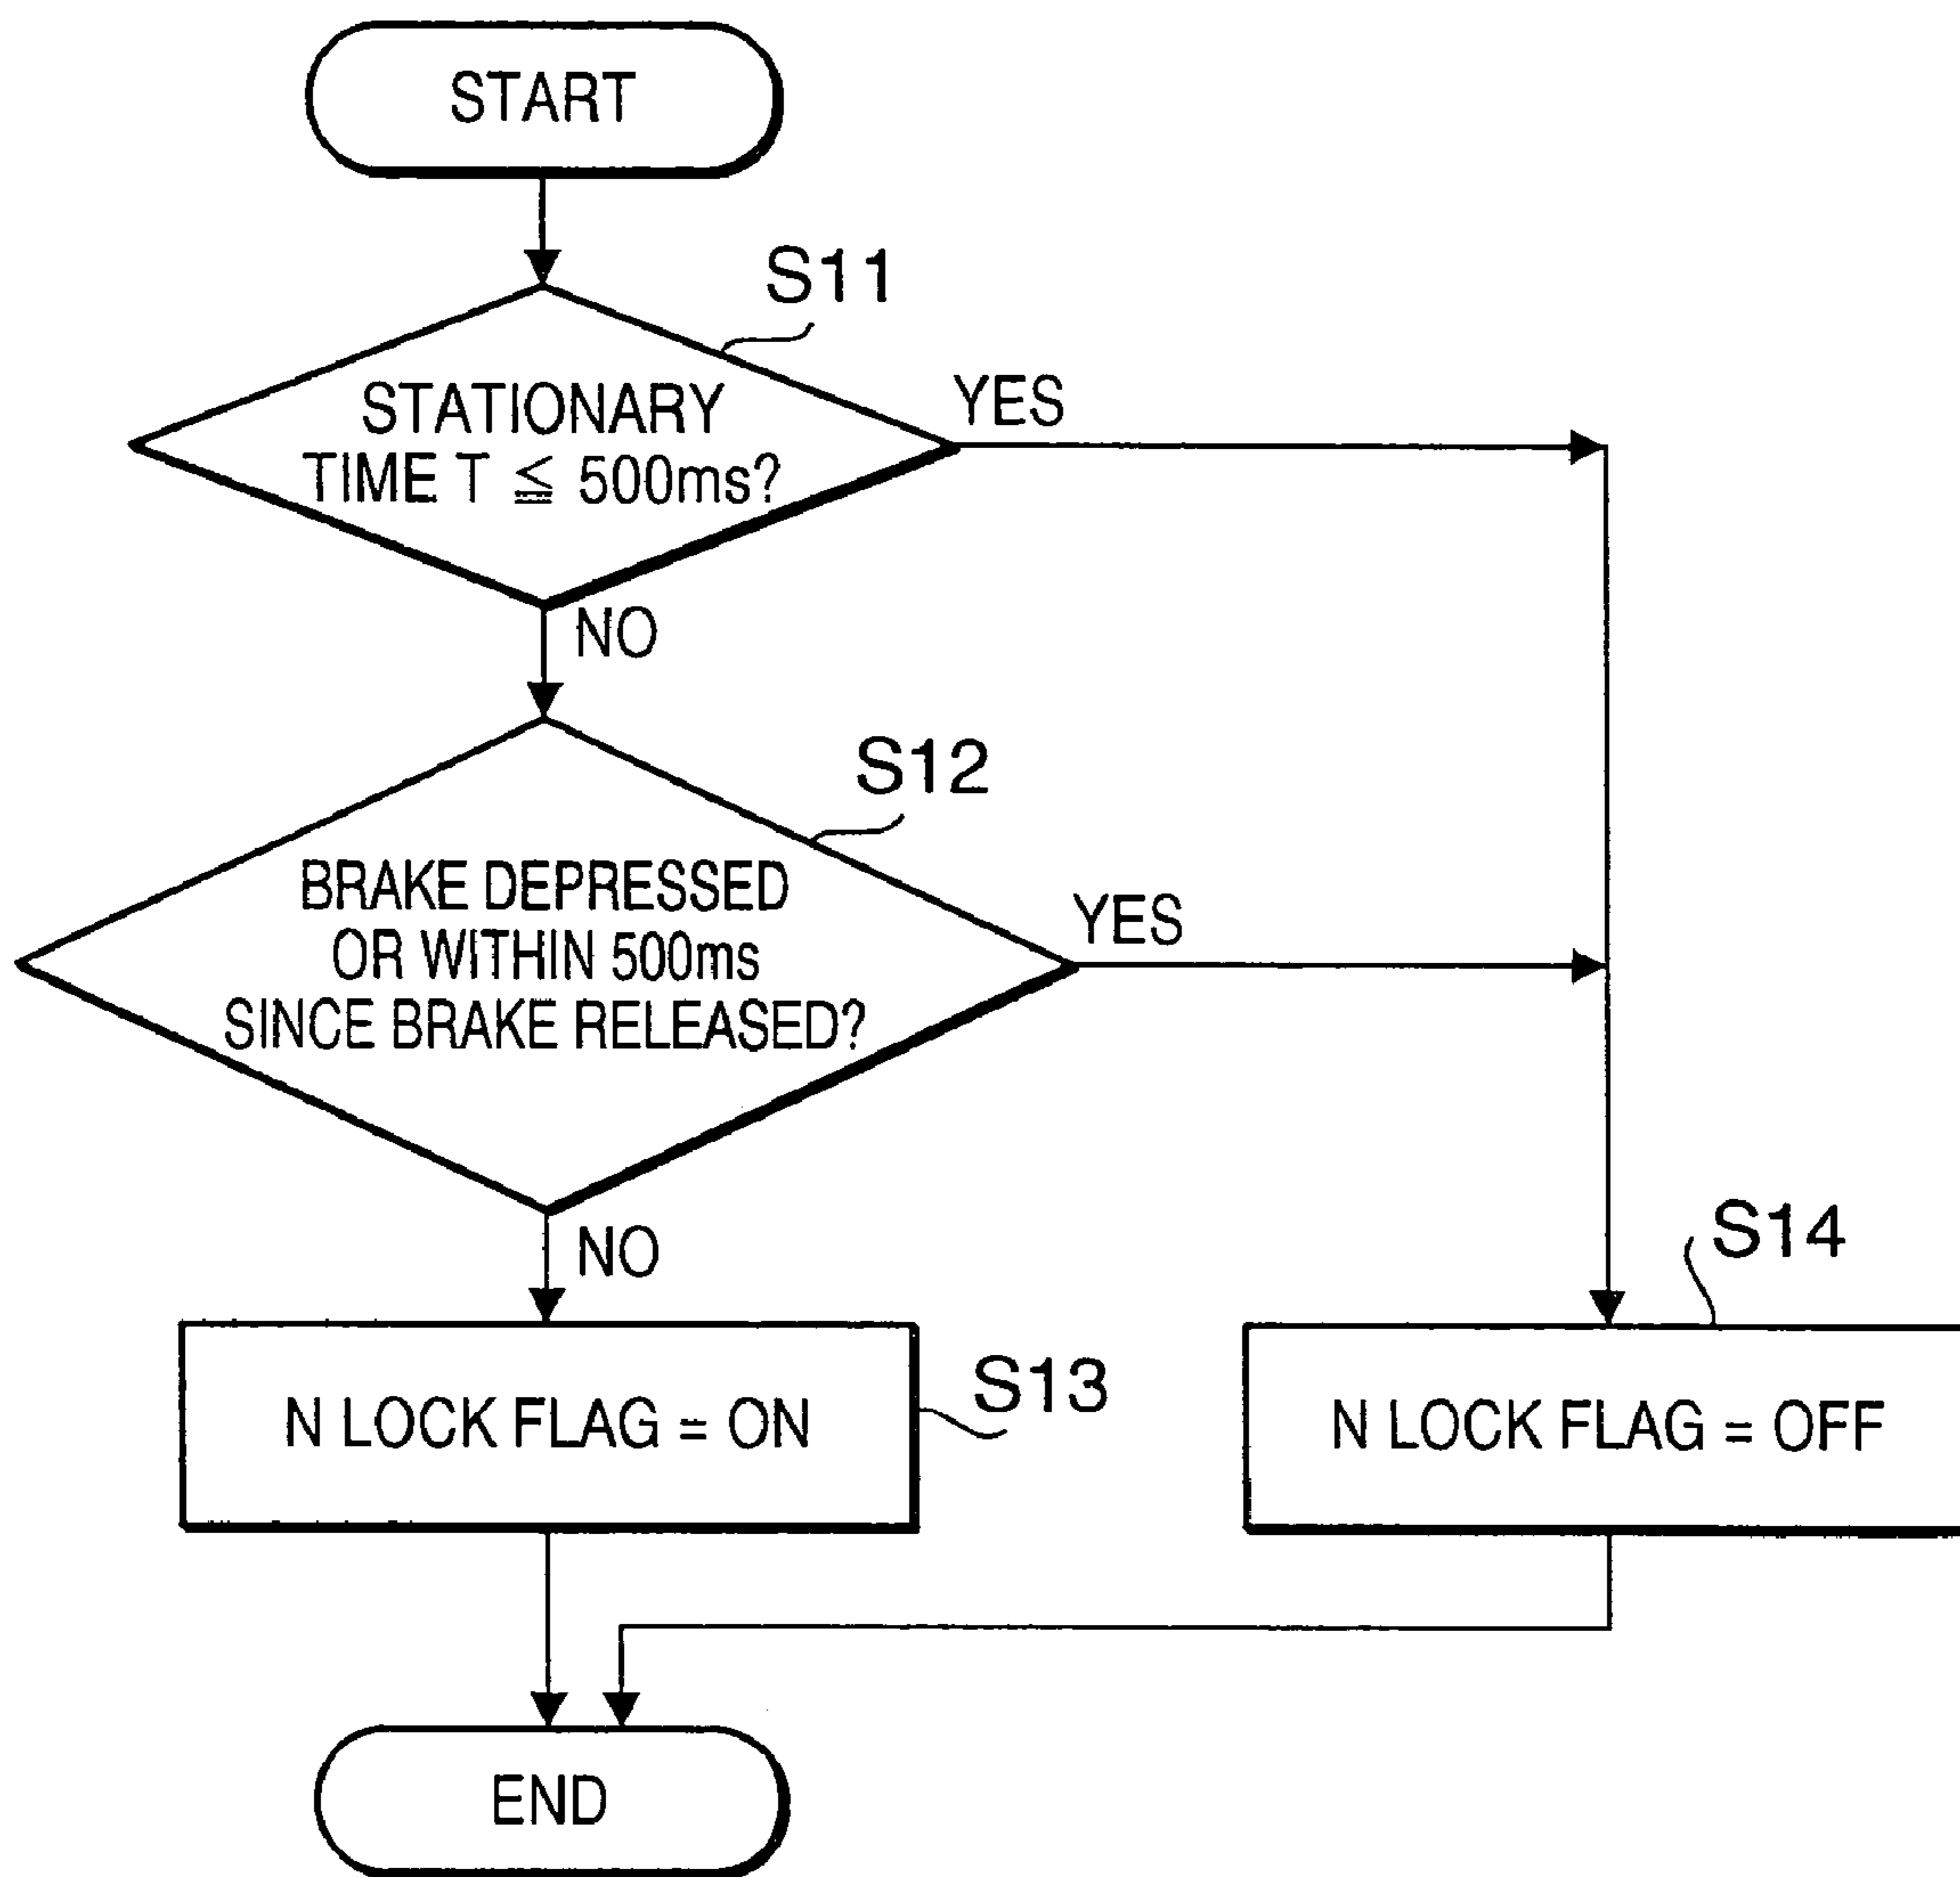 START
S11
STATIONARY
TIME T ≦ 500ms?
YES
NO
S12
BRAKE DEPRESSED
OR WITHIN 500ms
SINCE BRAKE RELEASED?
YES
NO
S13
N LOCK FLAG = ON
S14
N LOCK FLAG = OFF
END